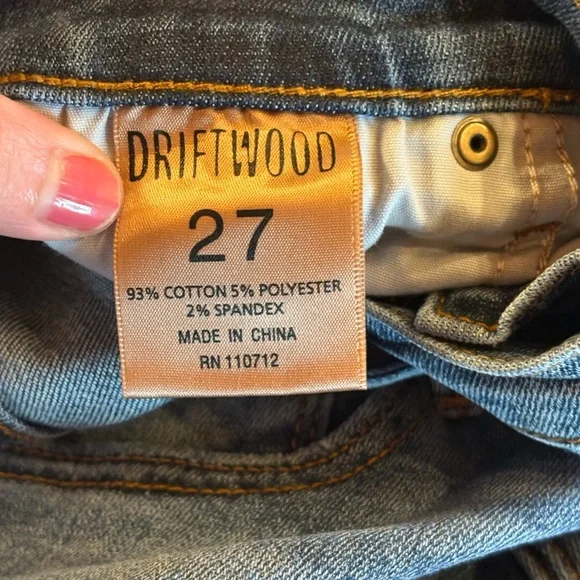 DRIFTWOOD
27
93% COTTON 5% POLYESTER
2% SPANDEX
MADE IN CHINA
RN 110712